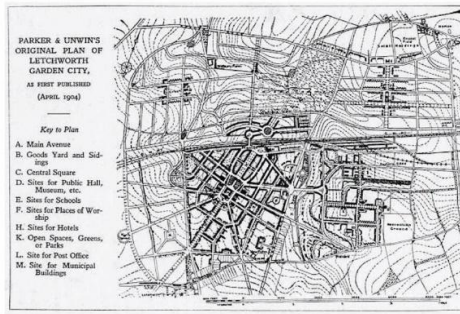 PARKER & UNWIN'S
ORIGINAL PLAN OF
LETCHWORTH
GARDEN CITY,
AS FIRST PUBLISHED
(APRIL 1904)
Key to Plan
A. Main Avenue
B. Goods Yard and Sid-
ings
C. Central Square
D. Sites for Public Hall,
Museum, etc.
E. Sites for Schools
F. Sites for Places of Wor-
ship
H. Sites for Hotels
K. Open Spaces, Greens,
or Parks
L. Site for Post Office
M. Site for Municipal
Buildings